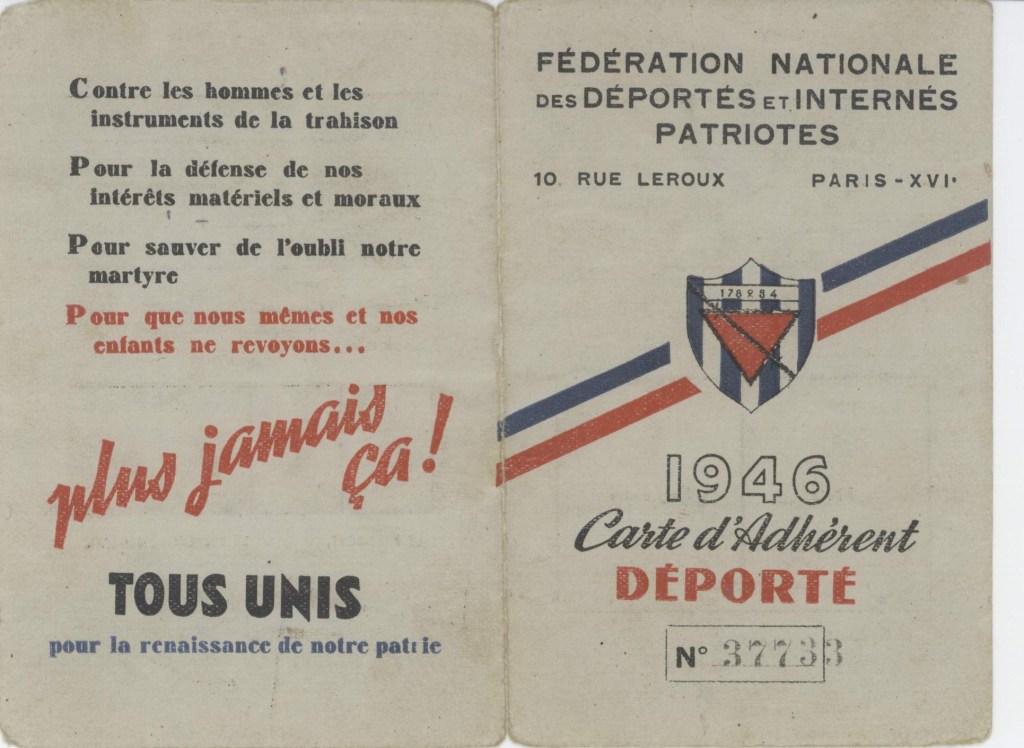 Contre les hommes et les
instruments de la trahison
Pour la défense de nos
intérêts matériels et moraux
Pour sauver de l'oubli notre
martyre
Pour que nous mêmes et nos
enfants ne revoyons...
plus jamais
ça!
TOUS UNIS
pour la renaissance de notre patrie
FÉDÉRATION NATIONALE
DES DÉPORTÉS ET INTERNÉS
PATRIOTES
10 RUE LEROUX PARIS-XVIe
178284
1946
Carte d'Adhérent
DÉPORTÉ
N° 37733